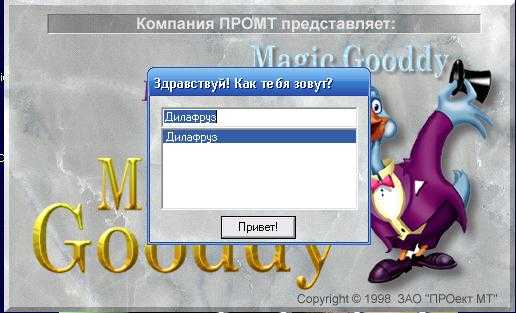 Компания ПРОМТ представляет:
Magic Gooddy
Здравствуй! Как тебя зовут?
Дилафруз
Дилафруз
Привет!
M
Gooddy
Copyright © 1998 ЗАО "ПРОект МТ"